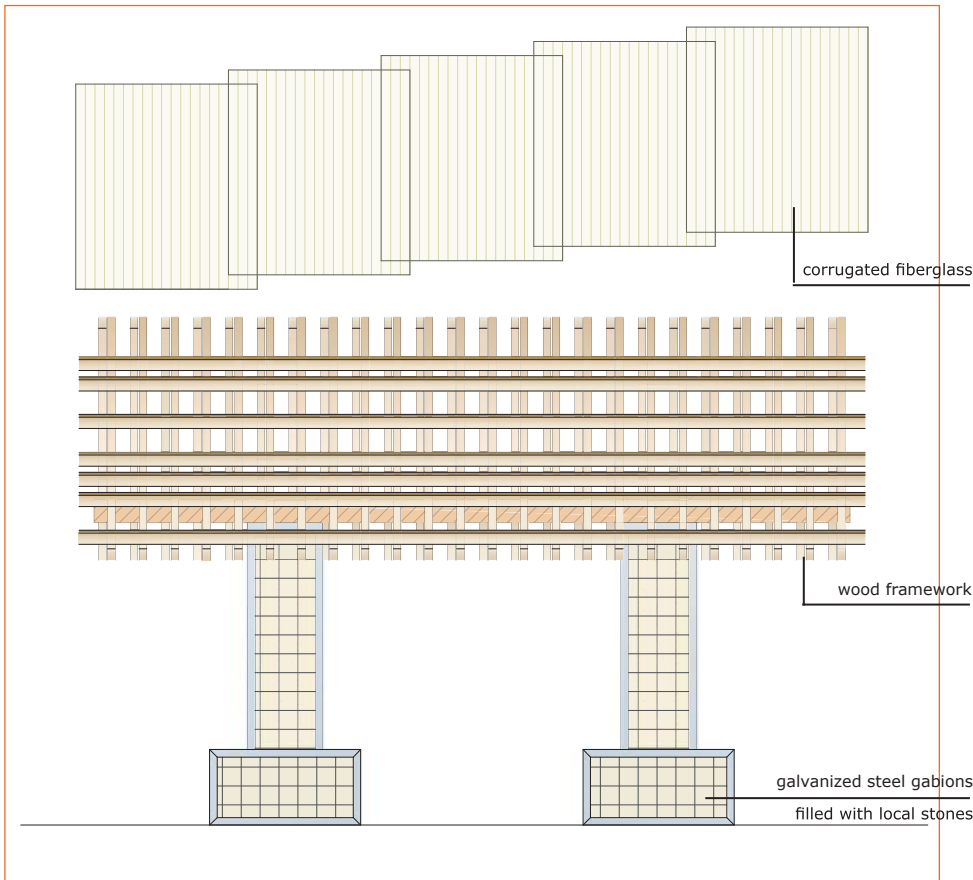 corrugated fiberglass
wood framework
galvanized steel gabions
filled with local stones